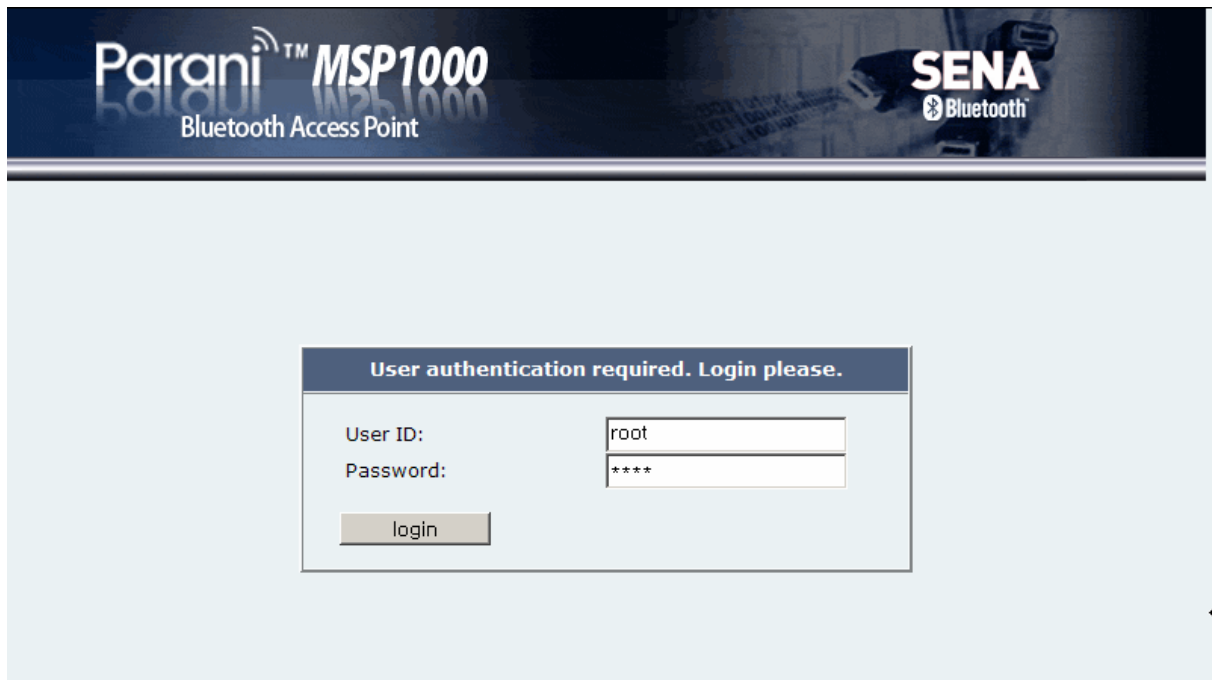 Parani™ MSP1000
Bluetooth Access Point
SENA
Bluetooth
User authentication required. Login please.
User ID: root
Password: ****
login